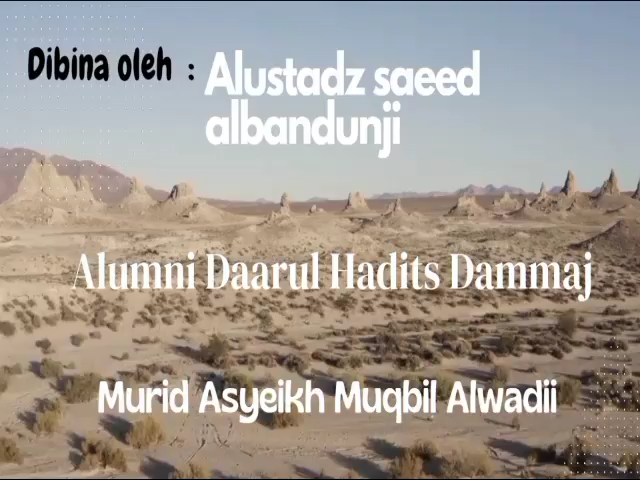 Dibina oleh : Alustadz saeed
albandunji
Alumni Daarul Hadits Dammaj
Murid Asyeikh Muqbil Alwadii